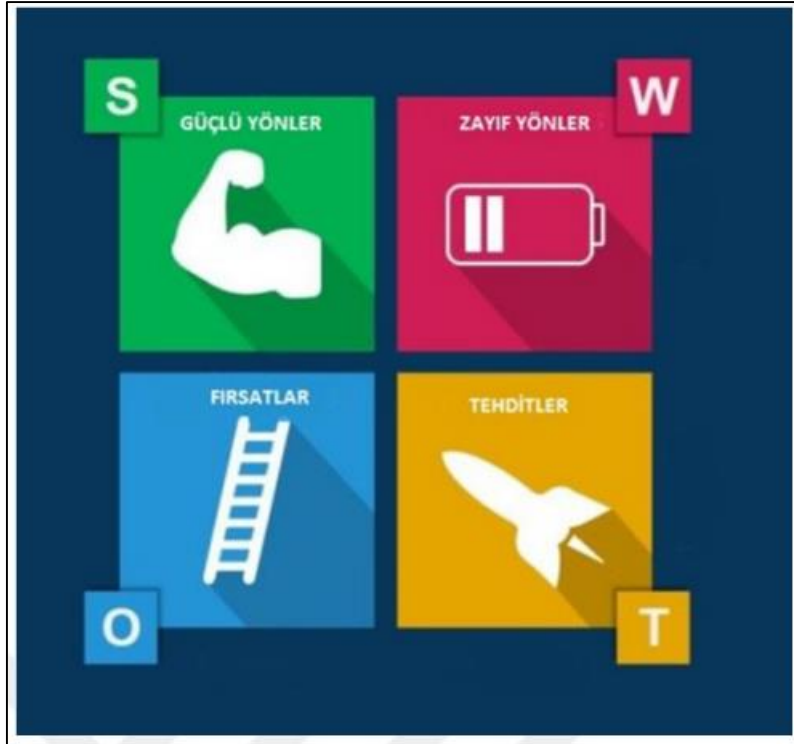 S
GÜÇLÜ YÖNLER
W
ZAYIF YÖNLER
FIRSATLAR
O
TEHDİTLER
T